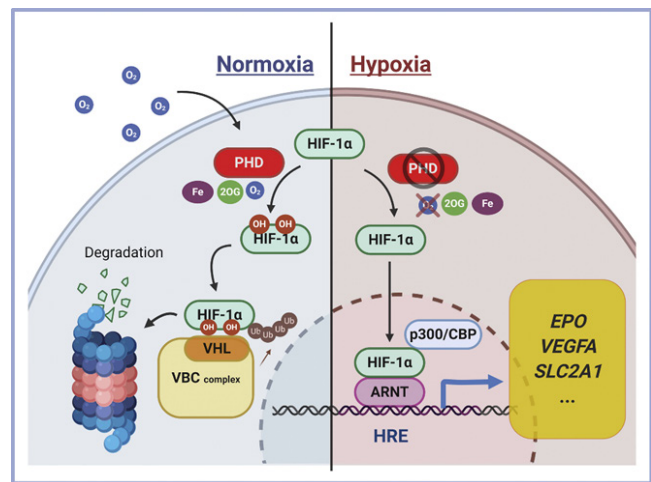 Normoxia
Hypoxia
O₂
O₂
O₂
O₂
HIF-1α
PHD
Fe
2OG
O₂
OH
OH
HIF-1α
Degradation
HIF-1α
OH
OH
VHL
VBC complex
Ub
Ub
Ub
Ub
PHD
O₂
2OG
Fe
HIF-1α
p300/CBP
HIF-1α
ARNT
HRE
EPO
VEGFA
SLC2A1
...